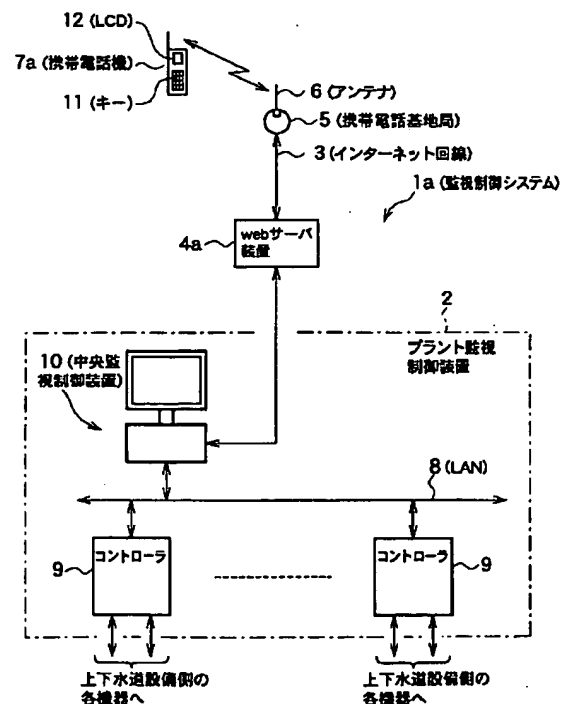 12 (LCD)
7a (携帯電話機)
11 (キー)
6 (アンテナ)
5 (携帯電話基地局)
3 (インターネット回線)
1a (監視制御システム)
4a
webサーバ
装置
2
プラント監視
制御装置
10 (中央監
視制御装置)
8 (LAN)
9
コントローラ
コントローラ
9
上下水道設備側の
各機器へ
上下水道設備側の
各機器へ